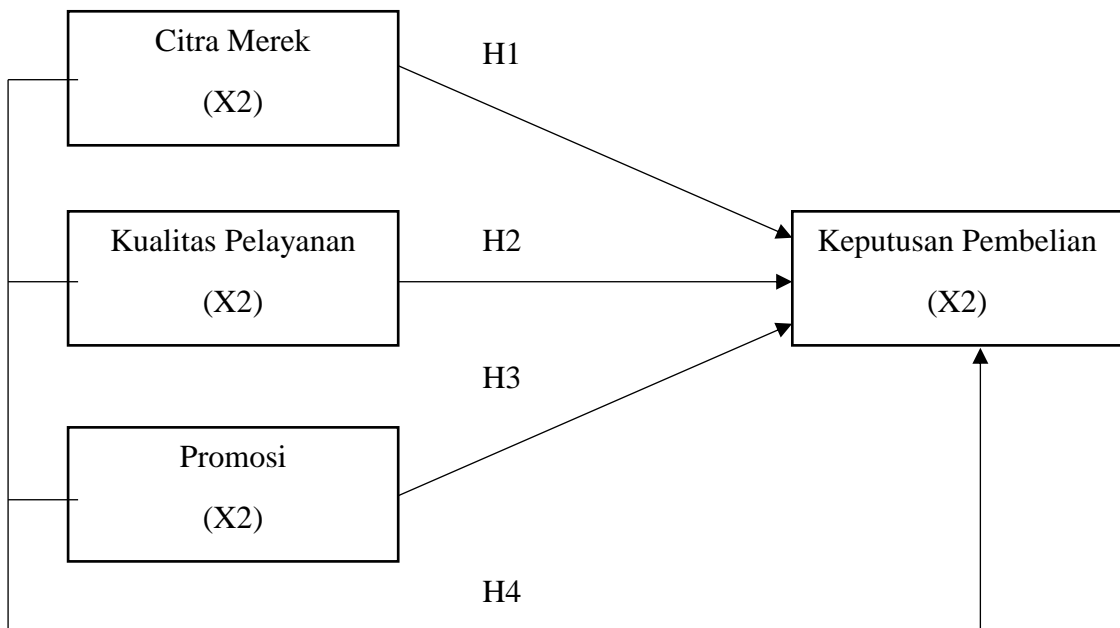 Citra Merek
(X2)
H1
Kualitas Pelayanan
(X2)
H2
Keputusan Pembelian
(X2)
H3
Promosi
(X2)
H4